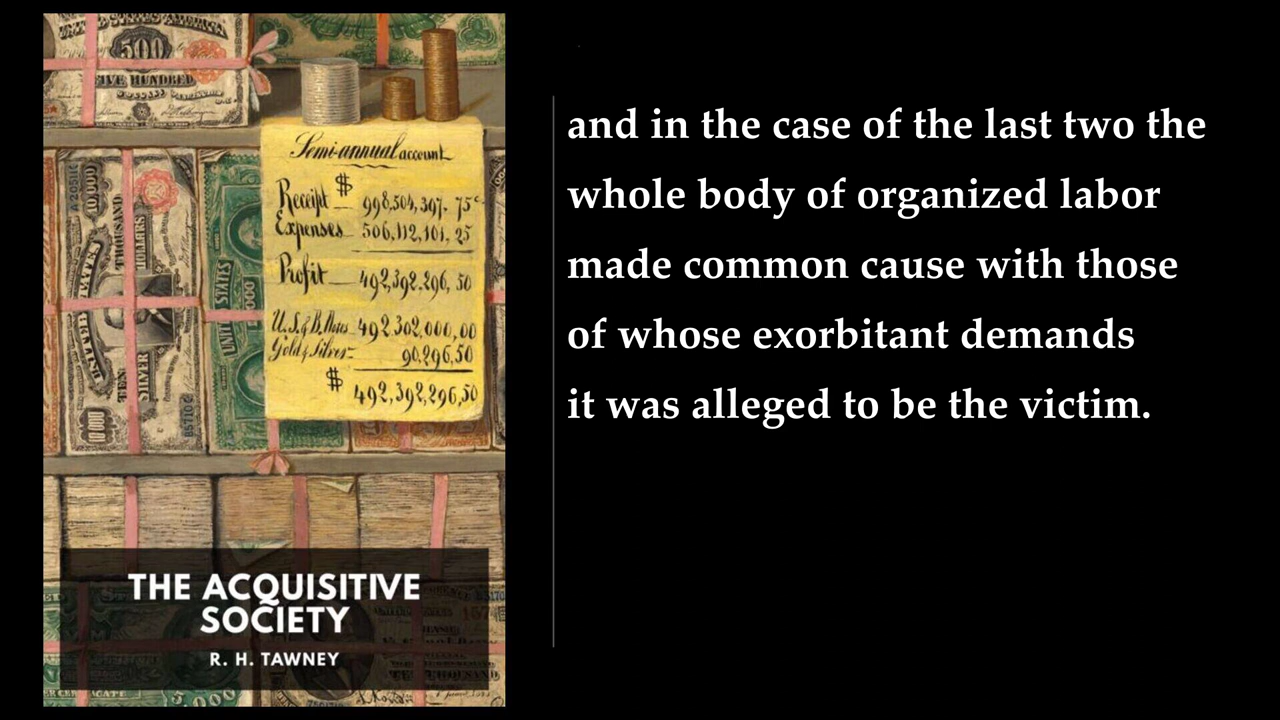 500
FIVE HUNDRED
Semi-annual account
$
Receipt 998,504,397. 75c
Expenses 506,112,101, 25
Profit 492,392,296, 50
U.S.& B. Notes 492,302,000,00
Gold & Silver 90,296,50
$ 492,392,296,50
THE ACQUISITIVE
SOCIETY
R. H. TAWNEY
and in the case of the last two the
whole body of organized labor
made common cause with those
of whose exorbitant demands
it was alleged to be the victim.